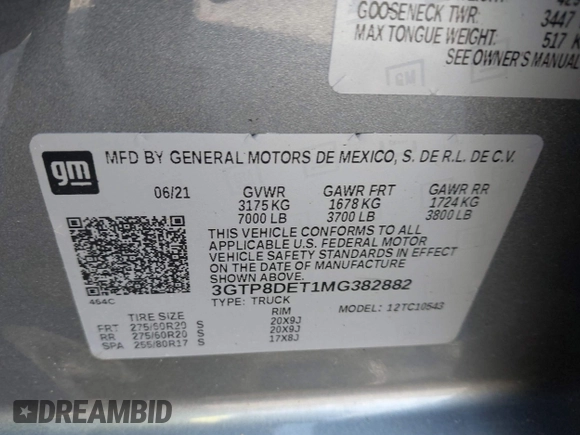 GOOSENECK TWR: 3447
MAX TONGUE WEIGHT: 517 K
SEE OWNER'S MANUAL
GM
gm
MFD BY GENERAL MOTORS DE MEXICO, S. DE R.L. DE C.V.
06/21 GVWR GAWR FRT GAWR RR
3175 KG 1678 KG 1724 KG
7000 LB 3700 LB 3800 LB
THIS VEHICLE CONFORMS TO ALL
APPLICABLE U.S. FEDERAL MOTOR
VEHICLE SAFETY STANDARDS IN EFFECT
ON THE DATE OF MANUFACTURE SHOWN ABOVE.
3GTP8DET1MG382882
454C
TYPE: TRUCK MODEL: 12TC10543
TIRE SIZE RIM
FRT 275/60R20 S 20X9J
RR 275/60R20 S 20X9J
SPA 255/80R17 S 17X8J
DREAMBID